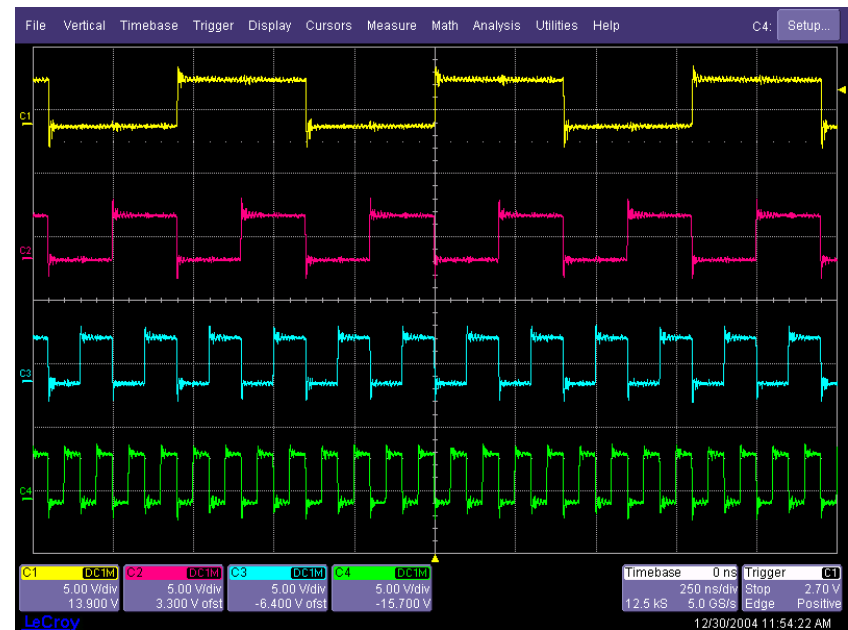 File Vertical Timebase Trigger Display Cursors Measure Math Analysis Utilities Help C4: Setup...
C1
C2
C3
C4
C1 DC1M C2 DC1M C3 DC1M C4 DC1M Timebase 0 ns Trigger C1
5.00 V/div 5.00 V/div 5.00 V/div 5.00 V/div 250 ns/div Stop 2.70 V
13.900 V 3.300 V ofst -6.400 V ofst -15.700 V 12.5 kS 5.0 GS/s Edge Positive
LeCroy 12/30/2004 11:54:22 AM